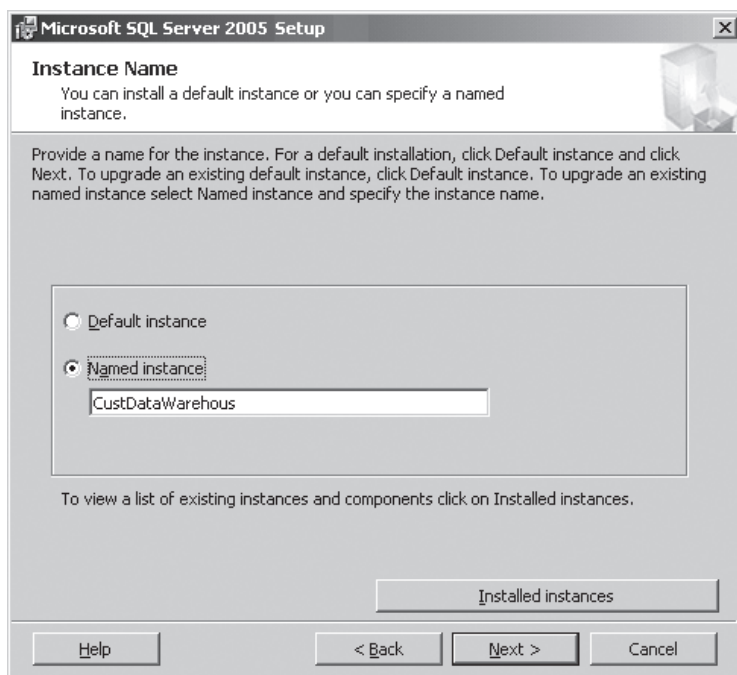 Microsoft SQL Server 2005 Setup
Instance Name
You can install a default instance or you can specify a named
instance.
Provide a name for the instance. For a default installation, click Default instance and click
Next. To upgrade an existing default instance, click Default instance. To upgrade an existing
named instance select Named instance and specify the instance name.
Default instance
Named instance
CustDataWarehous
To view a list of existing instances and components click on Installed instances.
Installed instances
Help
< Back
Next >
Cancel